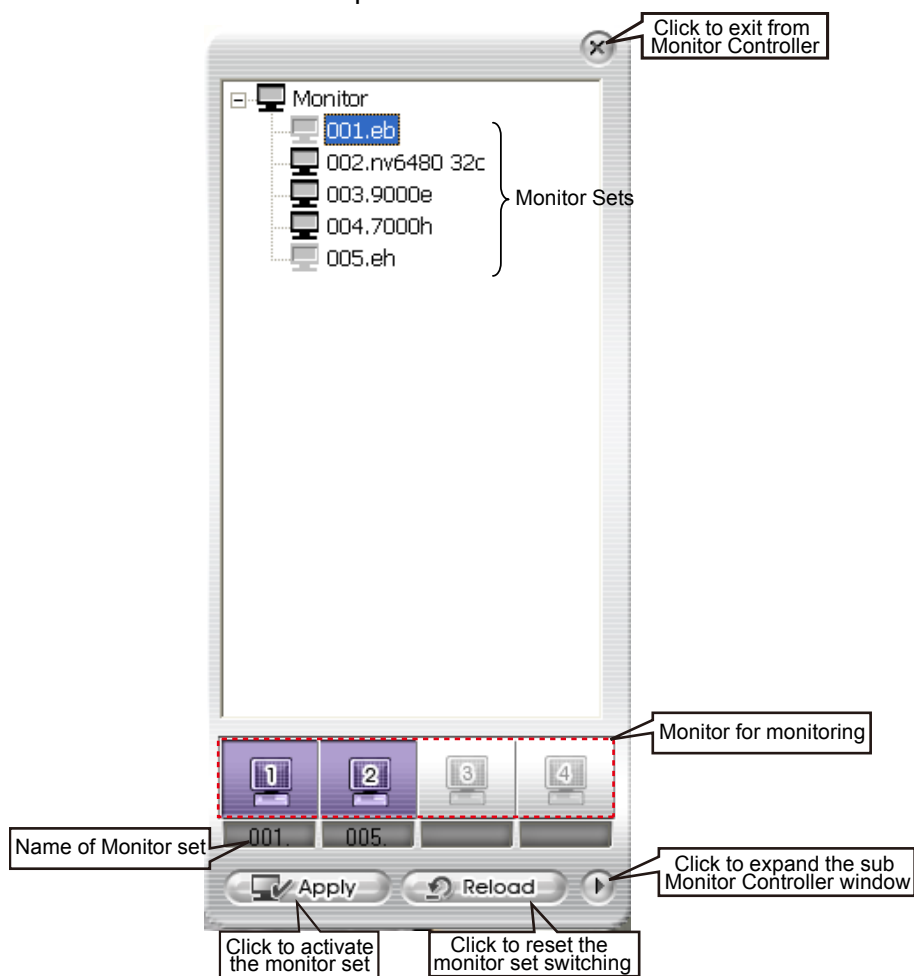 Click to exit from
Monitor Controller
Monitor
001.eb
002.nv6480 32c
003.9000e
004.7000h
005.eh
Monitor Sets
Monitor for monitoring
1
2
3
4
Name of Monitor set
001.
005.
Click to expand the sub
Monitor Controller window
Apply
Reload
Click to activate
the monitor set
Click to reset the
monitor set switching